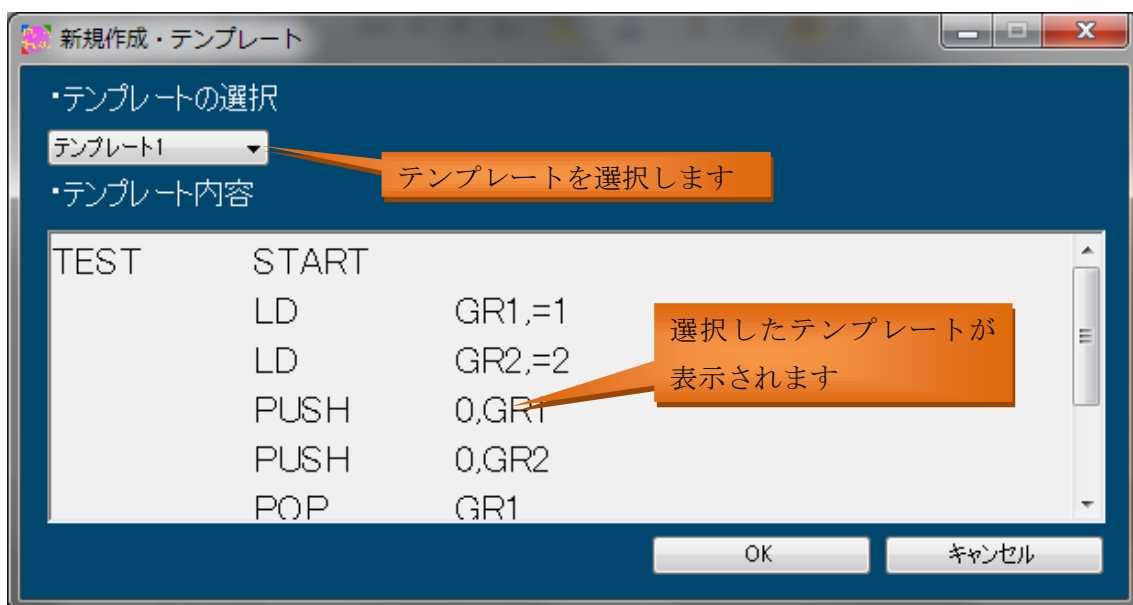 新規作成・テンプレート
・テンプレートの選択
テンプレート1
テンプレートを選択します
・テンプレート内容
TEST START
LD GR1,=1
LD GR2,=2
選択したテンプレートが
表示されます
PUSH 0,GR1
PUSH 0,GR2
POP GR1
OK キャンセル